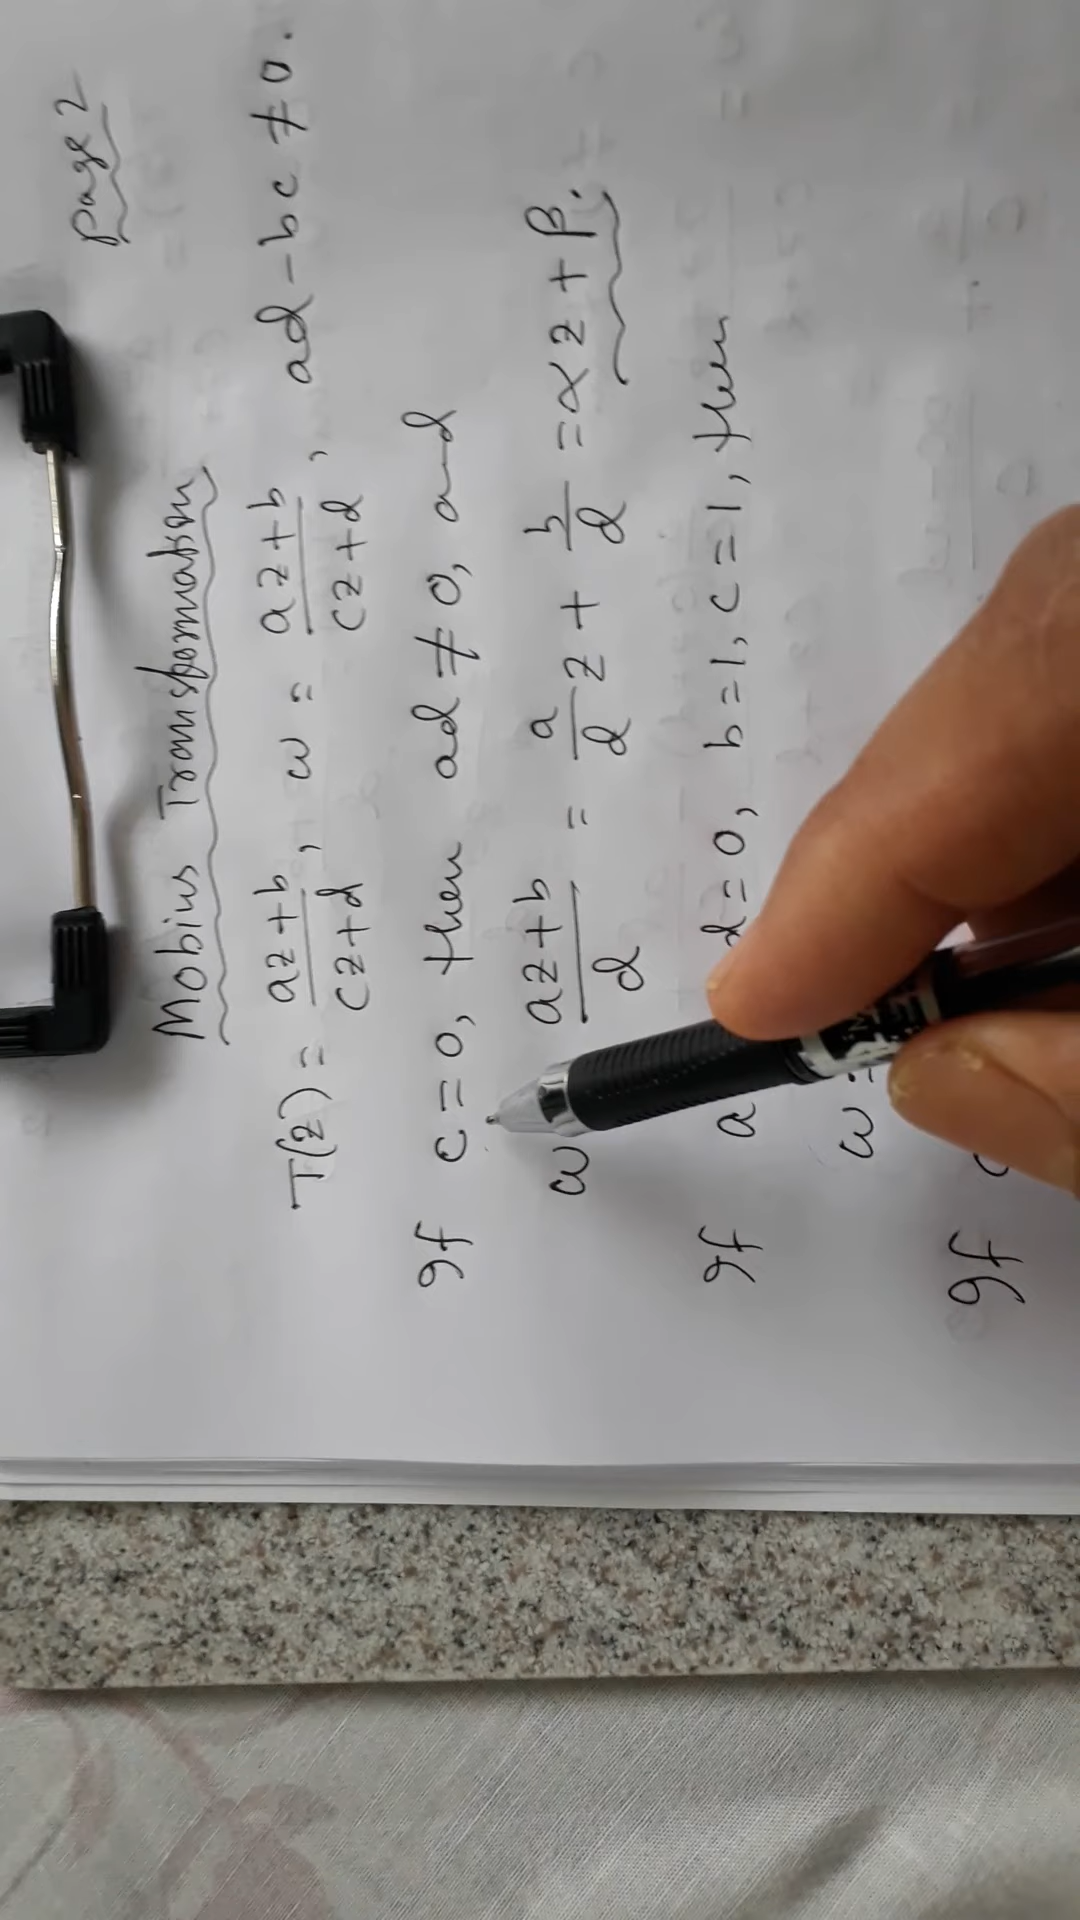 page 2
Mobius Transformation
T(z) = az+b/cz+d, w = az+b/cz+d, ad-bc ≠ 0.
If c=0, then ad ≠ 0, and
w az+b/d = a/d z + b/d = αz+β.
If a d=0, b=1, c=1, then
w =
If c